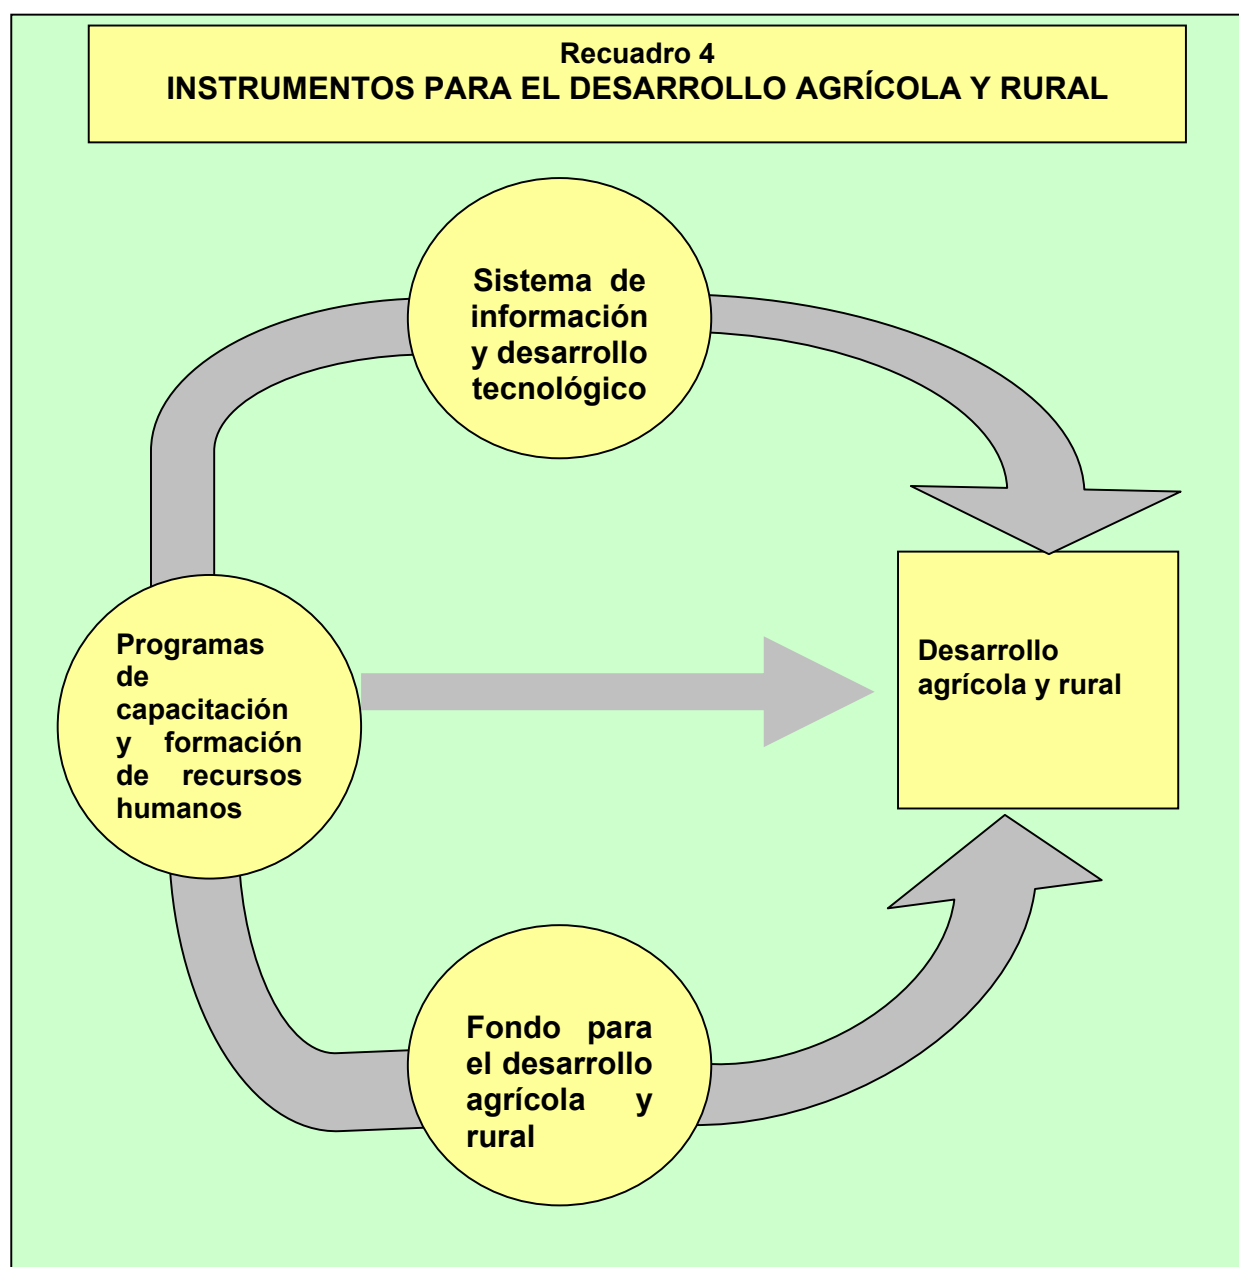 Recuadro 4
INSTRUMENTOS PARA EL DESARROLLO AGRÍCOLA Y RURAL
Sistema de
información
y desarrollo
tecnológico
Programas
de
capacitación
y formación
de recursos
humanos
Desarrollo
agrícola y rural
Fondo para
el desarrollo
agrícola y
rural